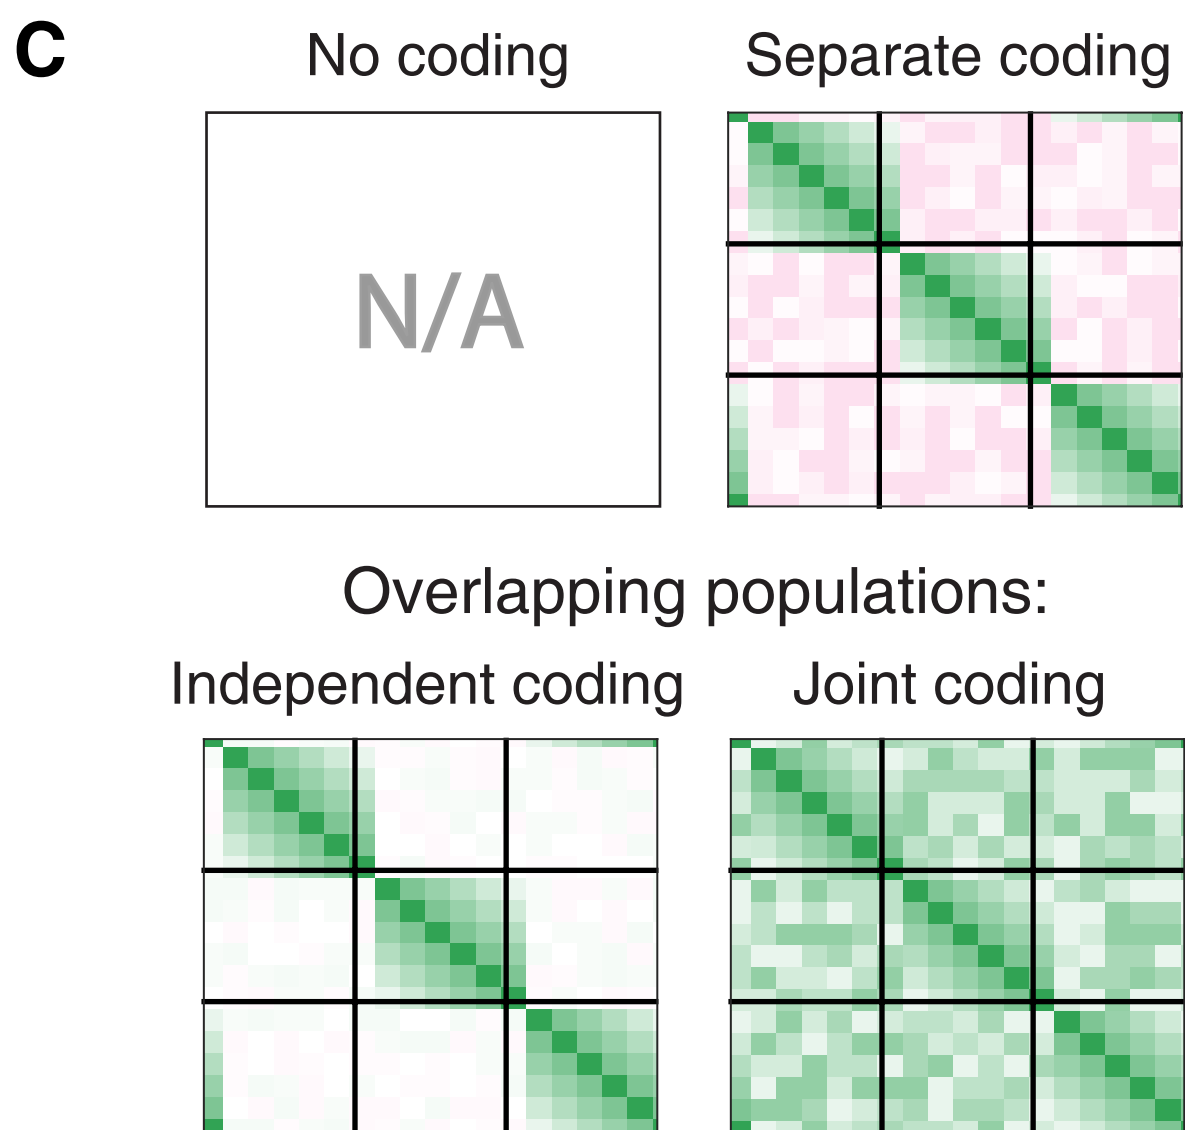 C
No coding
Separate coding
N/A
Overlapping populations:
Independent coding
Joint coding